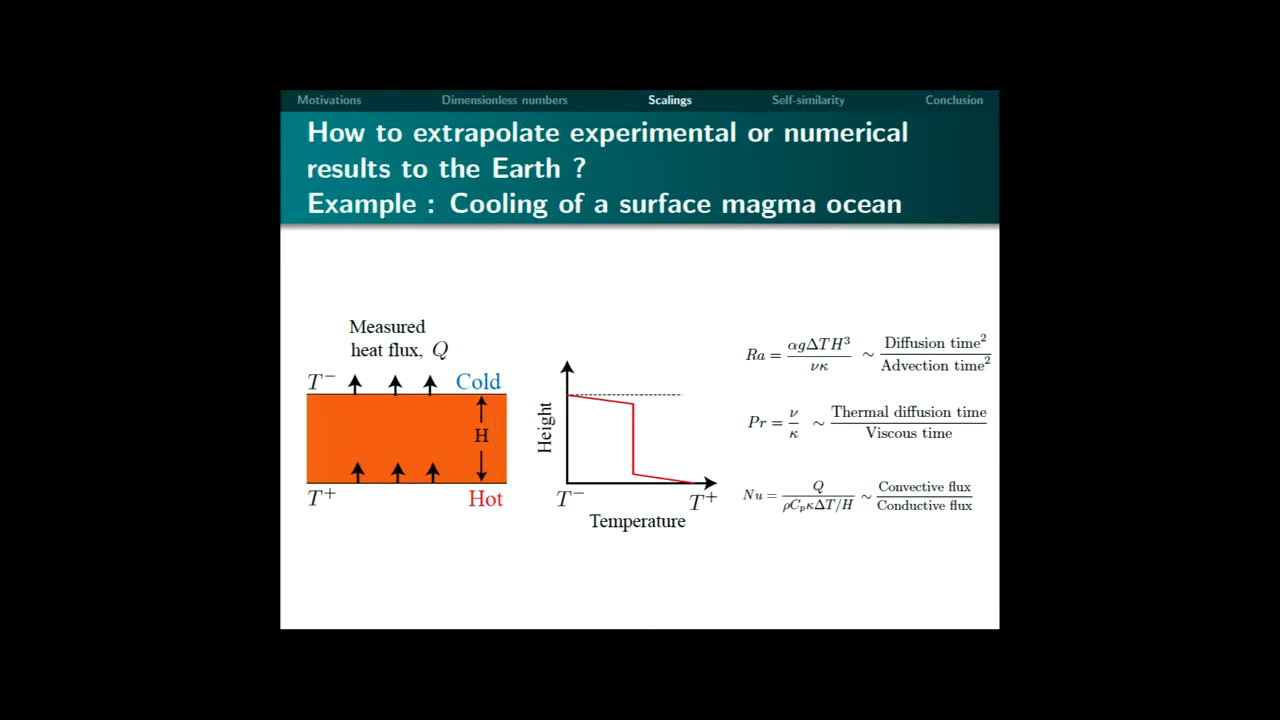 Motivations Dimensionless numbers Scalings Self-similarity Conclusion
How to extrapolate experimental or numerical
results to the Earth ?
Example : Cooling of a surface magma ocean
Measured
heat flux, Q
T⁻ Cold
H
T⁺ Hot
Height
T⁻ T⁺
Temperature
Ra = αgΔTH³ / νκ ∼ Diffusion time² / Advection time²
Pr = ν / κ ∼ Thermal diffusion time / Viscous time
Nu = Q / ρCₚκΔT/H ∼ Convective flux / Conductive flux